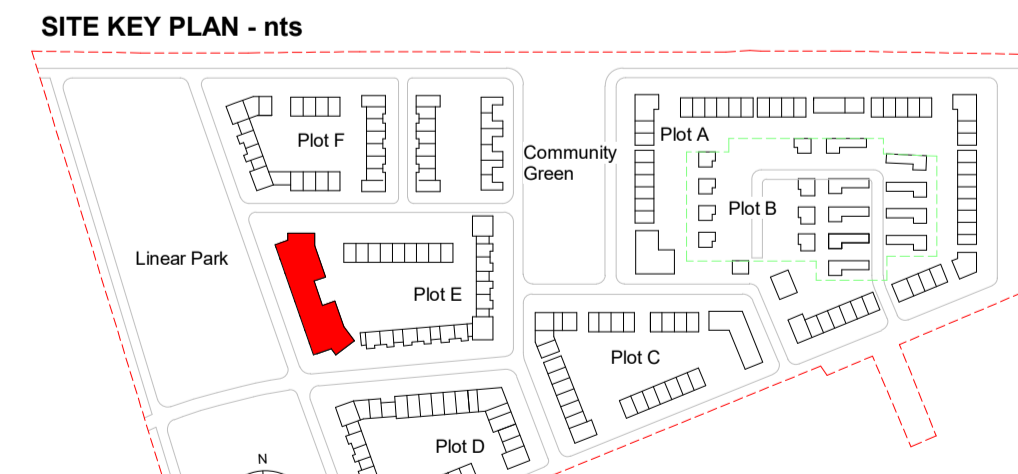 SITE KEY PLAN - nts
Plot F
Plot A
Community
Green
Plot B
Linear Park
Plot E
Plot C
Plot D
N